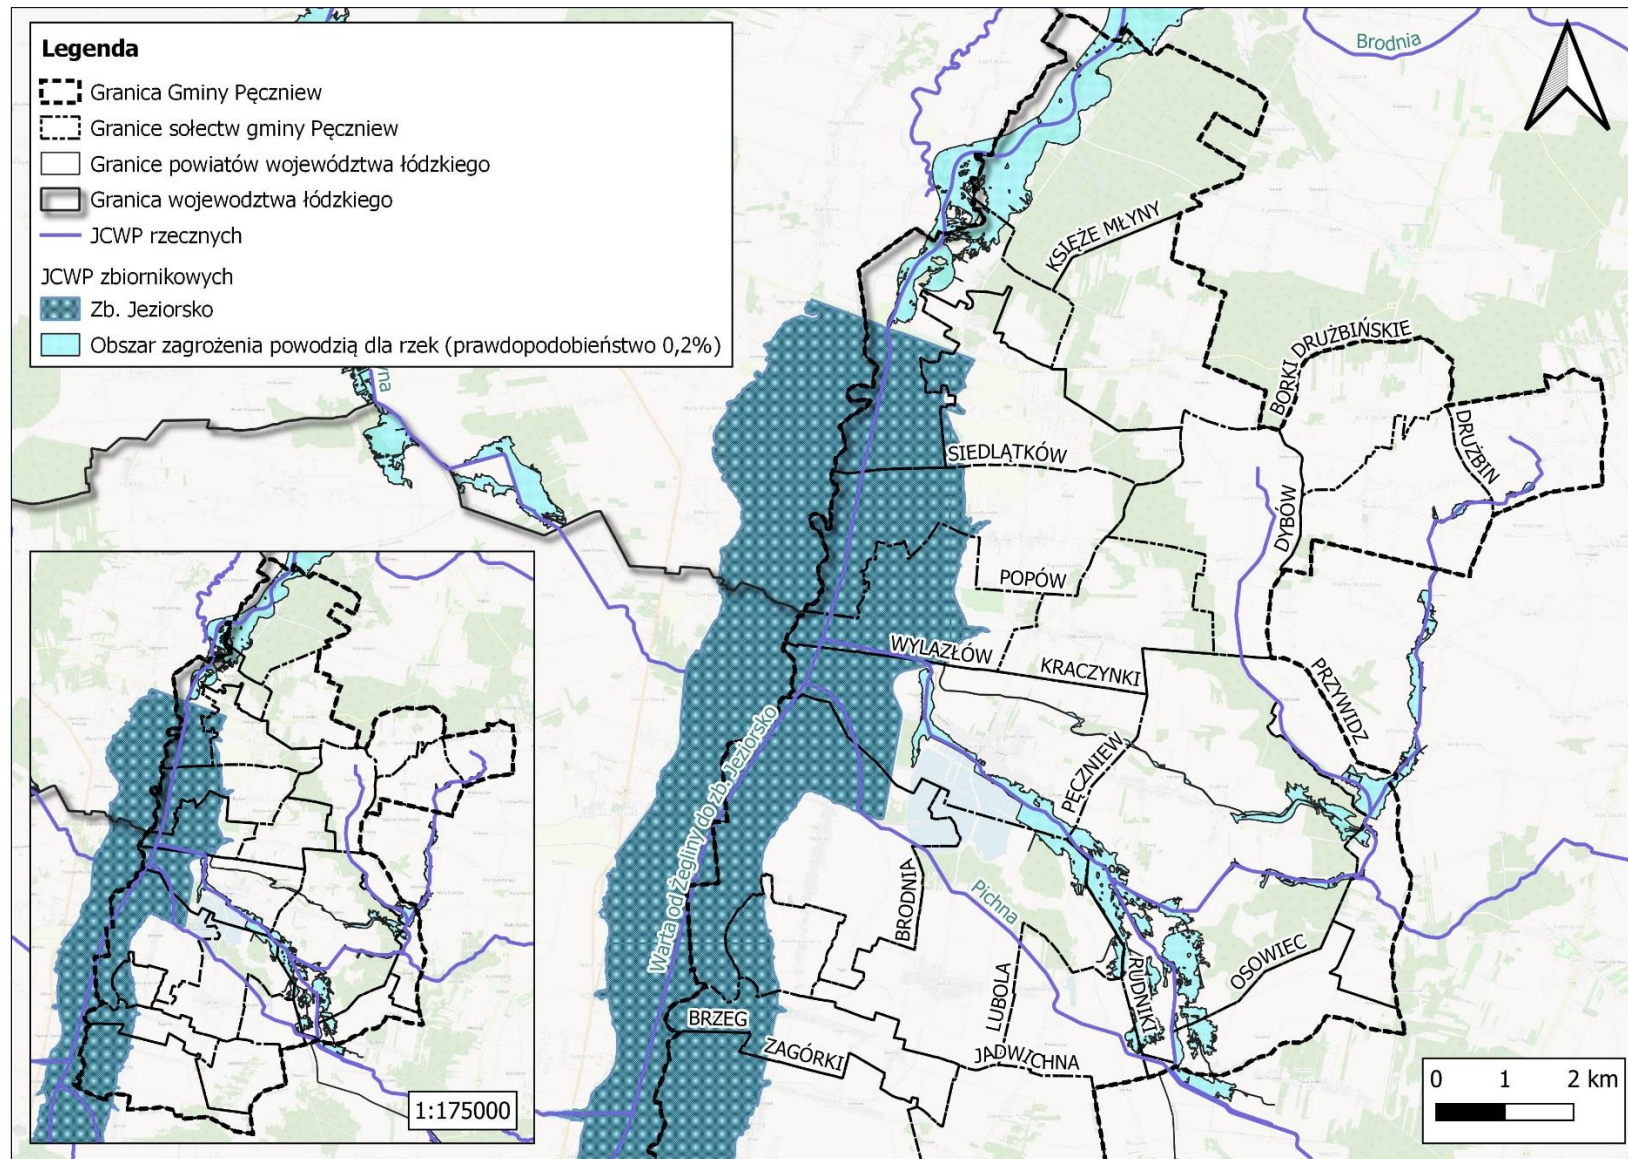 Legenda
Granica Gminy Pęczniew
Granice sołectw gminy Pęczniew
Granice powiatów województwa łódzkiego
Granica wojewodztwa łódzkiego
JCWP rzecznych
JCWP zbiornikowych
Zb. Jeziorsko
Obszar zagrożenia powodzią dla rzek (prawdopodobieństwo 0,2%)
Brodnia
KSIĘŻE MŁYNY
BORKI DRUŻBIŃSKIE
DRUŻBIN
SIEDLĄTKÓW
DYBÓW
POPÓW
WYLAZŁÓW
KRACZYNKI
PRZYWIDZ
PĘCZNIEW
Warta od Żegliny do zb. Jeziorsko
BRODNIA
Pichna
OSOWIEC
LUBOLA
RUDNIKI
BRZEG
ZAGÓRKI
JADWICHNA
0 1 2 km
1:175000